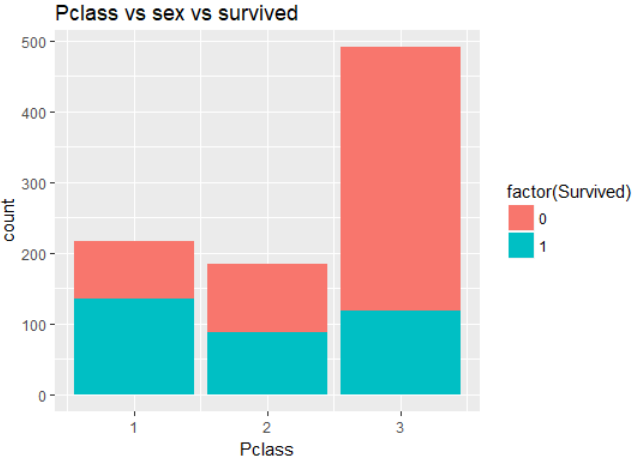 Pclass vs sex vs survived
500
400
300
200
100
0
count
1 2 3
Pclass
factor(Survived)
0
1